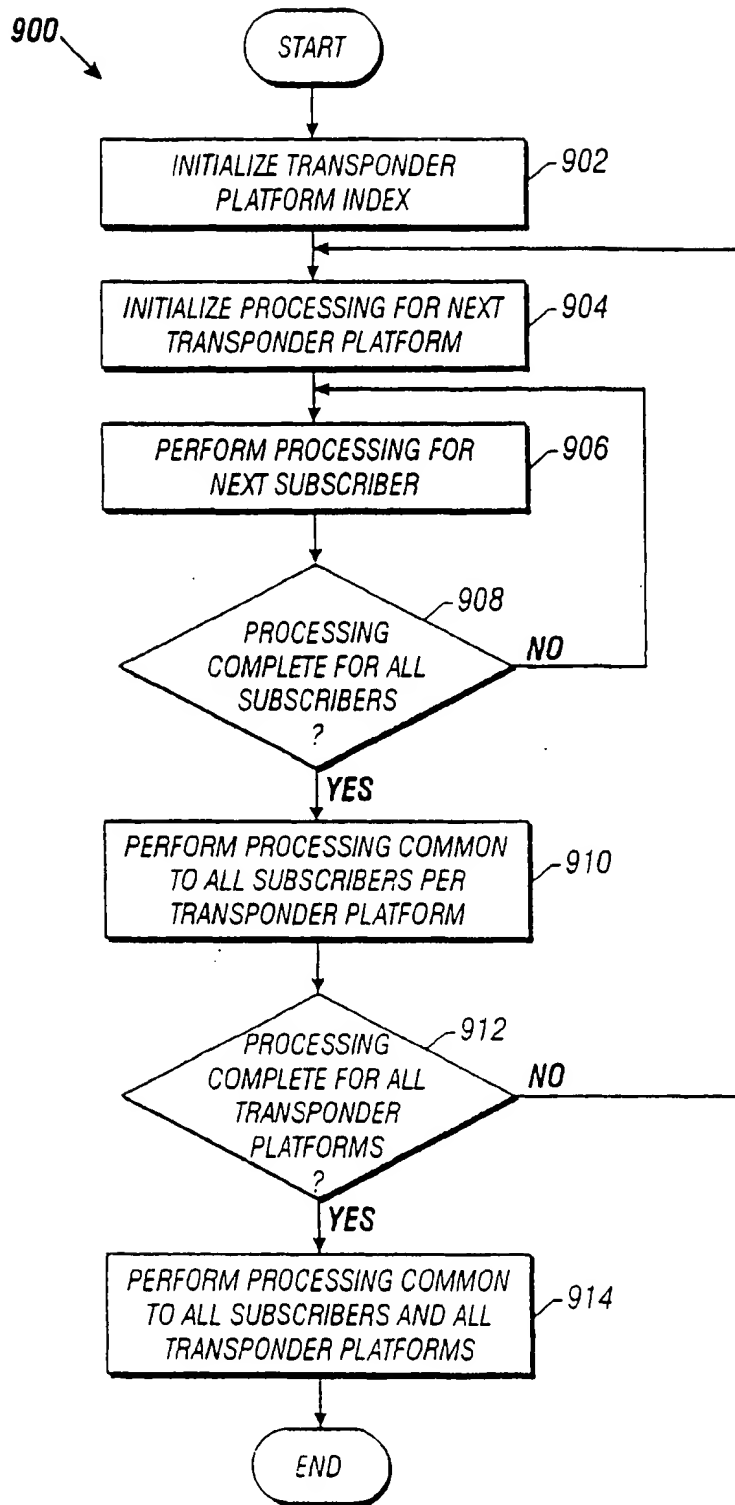 900
START
INITIALIZE TRANSPONDER
PLATFORM INDEX
902
INITIALIZE PROCESSING FOR NEXT
TRANSPONDER PLATFORM
904
PERFORM PROCESSING FOR
NEXT SUBSCRIBER
906
908
PROCESSING
COMPLETE FOR ALL
SUBSCRIBERS
?
NO
YES
PERFORM PROCESSING COMMON
TO ALL SUBSCRIBERS PER
TRANSPONDER PLATFORM
910
912
PROCESSING
COMPLETE FOR ALL
TRANSPONDER
PLATFORMS
?
NO
YES
PERFORM PROCESSING COMMON
TO ALL SUBSCRIBERS AND ALL
TRANSPONDER PLATFORMS
914
END